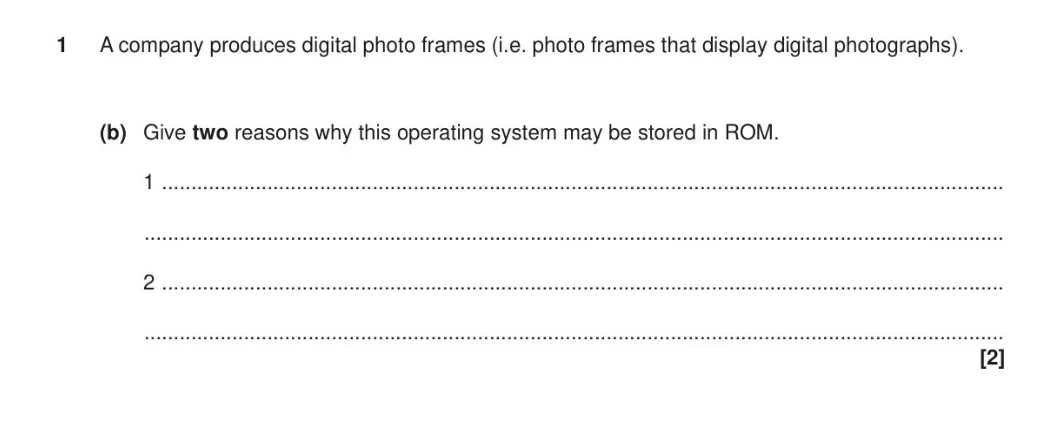 1 A company produces digital photo frames (i.e. photo frames that display digital photographs).
(b) Give two reasons why this operating system may be stored in ROM.
1 ..........................................................................................................................................
..........................................................................................................................................
2 ..........................................................................................................................................
..........................................................................................................................................
[2]